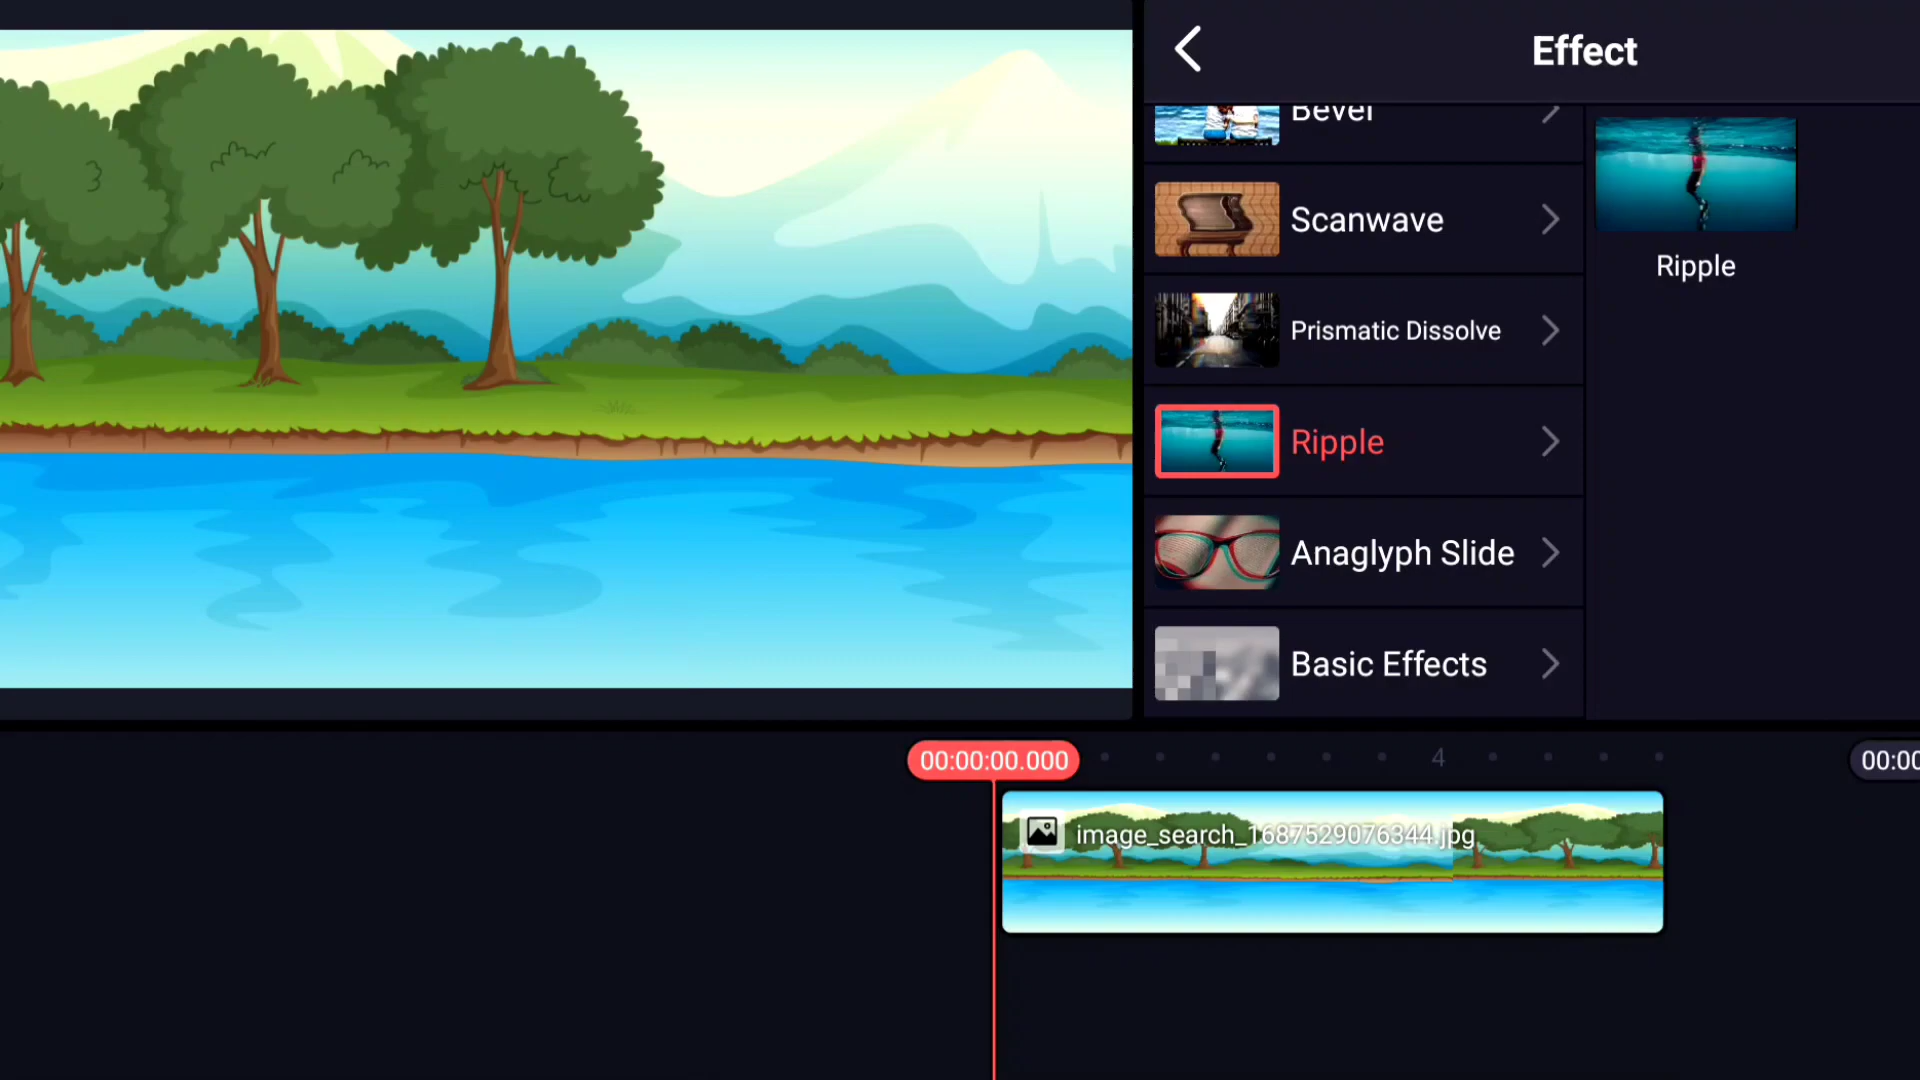 Effect
Bevel
Scanwave
Prismatic Dissolve
Ripple
Anaglyph Slide
Basic Effects
Ripple
00:00:00.000
4
00:00
image_search_1687529076344.jpg